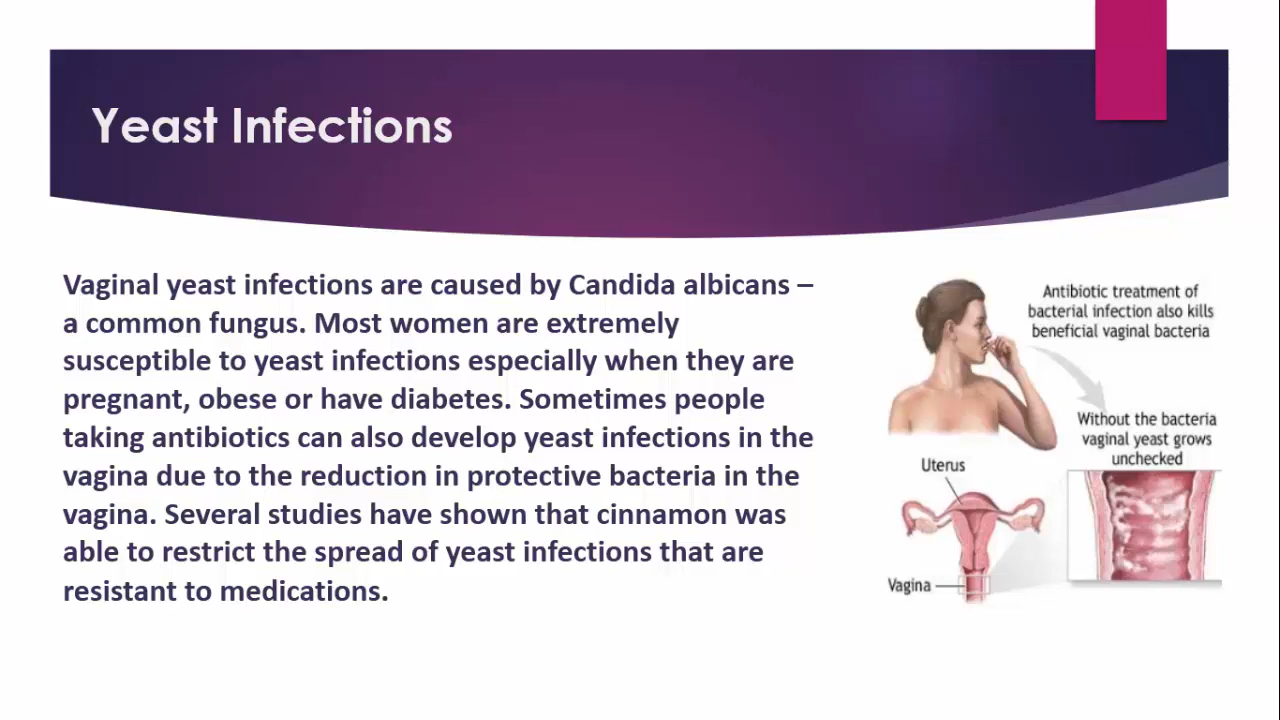 Yeast Infections
Vaginal yeast infections are caused by Candida albicans –
a common fungus. Most women are extremely
susceptible to yeast infections especially when they are
pregnant, obese or have diabetes. Sometimes people
taking antibiotics can also develop yeast infections in the
vagina due to the reduction in protective bacteria in the
vagina. Several studies have shown that cinnamon was
able to restrict the spread of yeast infections that are
resistant to medications.
Antibiotic treatment of
bacterial infection also kills
beneficial vaginal bacteria
Without the bacteria
vaginal yeast grows
unchecked
Uterus
Vagina